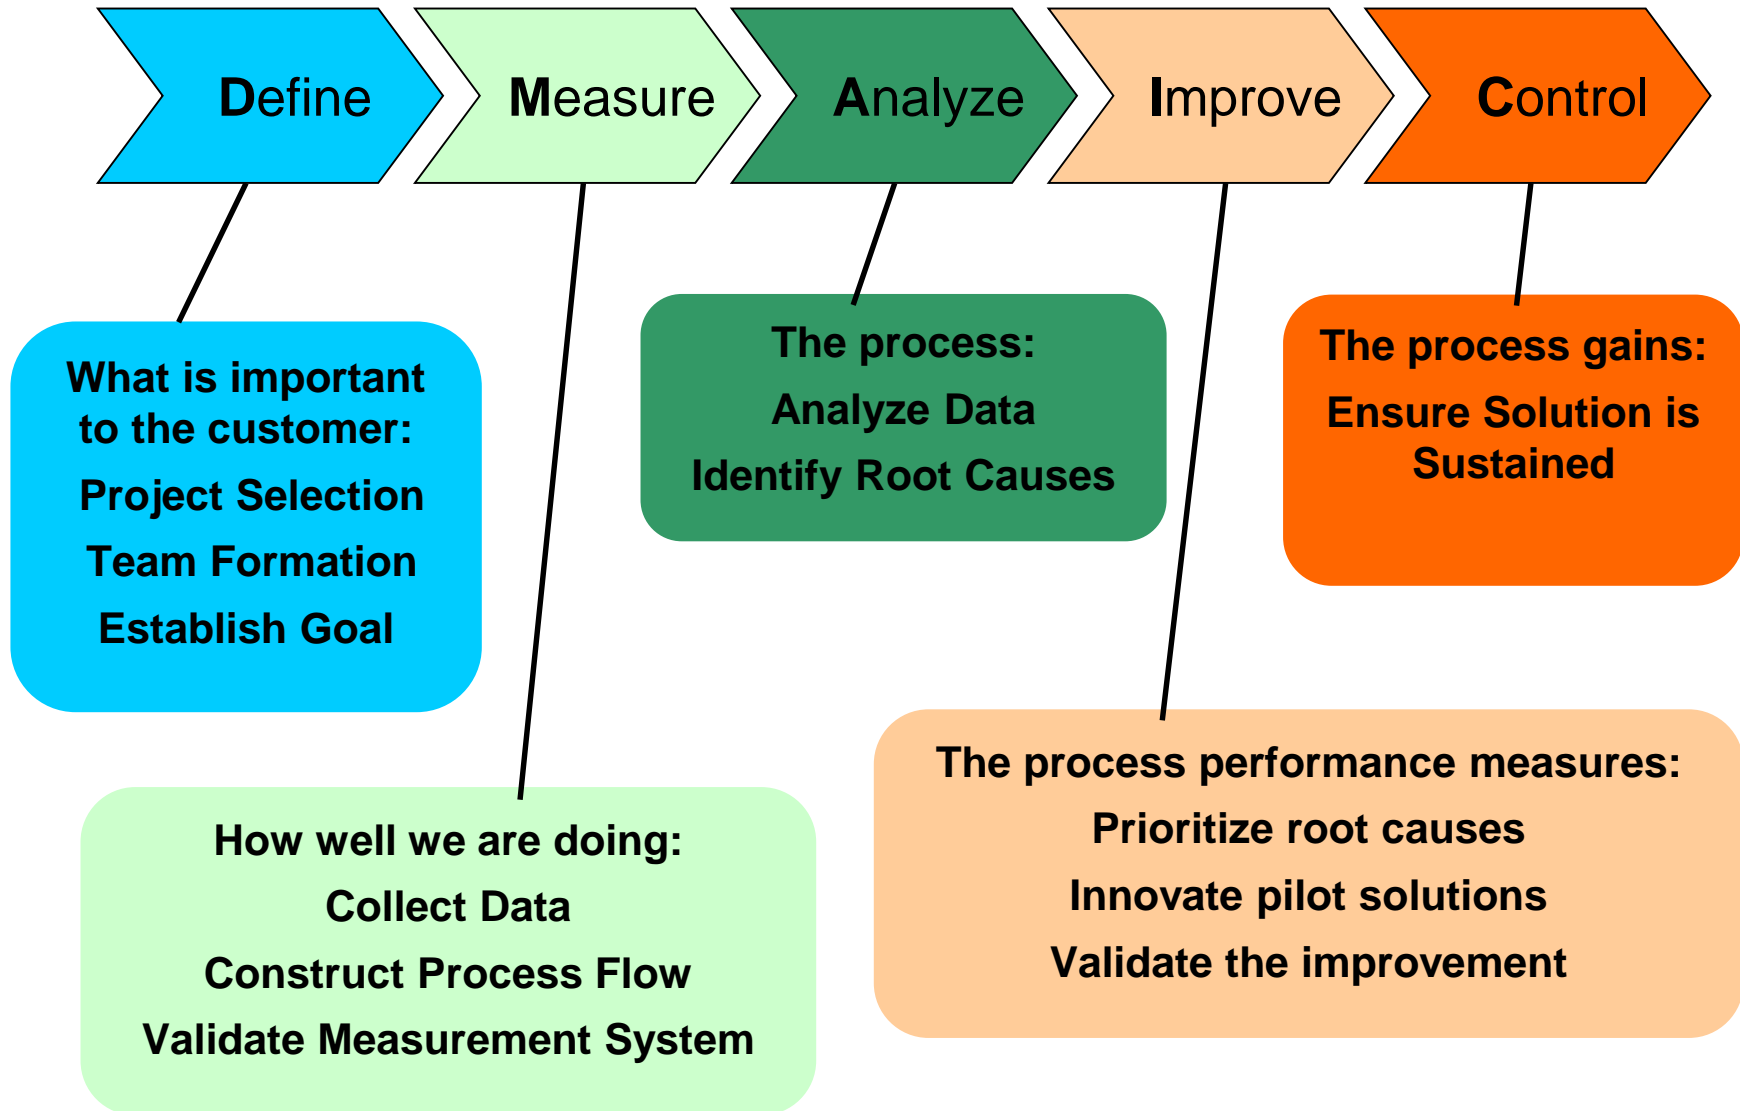 Define
Measure
Analyze
Improve
Control
What is important
to the customer:
Project Selection
Team Formation
Establish Goal
How well we are doing:
Collect Data
Construct Process Flow
Validate Measurement System
The process:
Analyze Data
Identify Root Causes
The process performance measures:
Prioritize root causes
Innovate pilot solutions
Validate the improvement
The process gains:
Ensure Solution is
Sustained